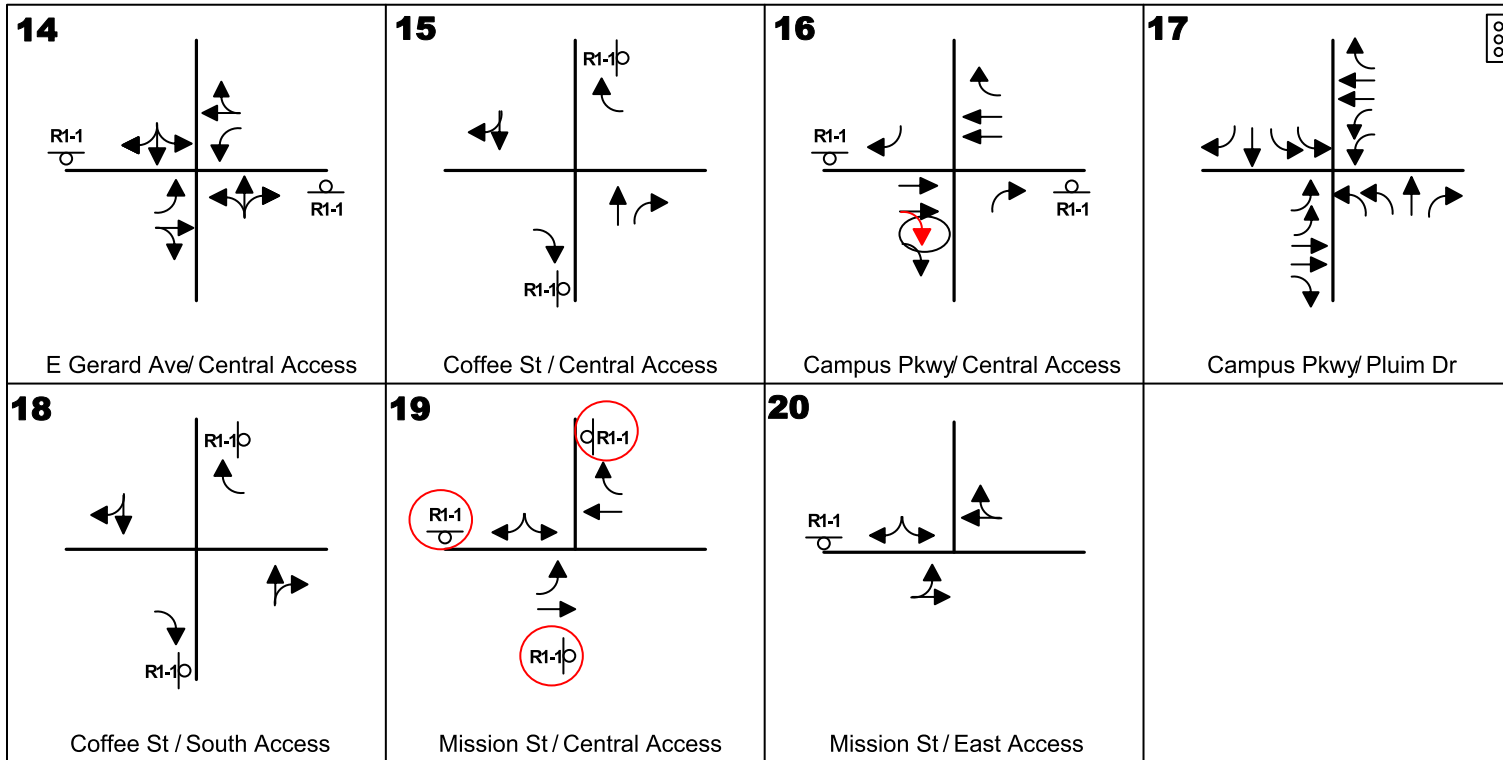 14
R1-1
R1-1
E Gerard Ave/ Central Access
15
R1-1
R1-1
Coffee St / Central Access
16
R1-1
R1-1
Campus Pkwy/ Central Access
17
Campus Pkwy/ Pluim Dr
18
R1-1
R1-1
Coffee St / South Access
19
R1-1
R1-1
R1-1
Mission St / Central Access
20
R1-1
Mission St / East Access